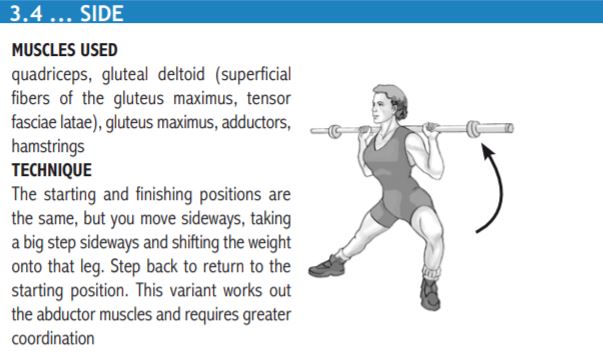 3.4 ... SIDE
MUSCLES USED
quadriceps, gluteal deltoid (superficial
fibers of the gluteus maximus, tensor
fasciae latae), gluteus maximus, adductors,
hamstrings
TECHNIQUE
The starting and finishing positions are
the same, but you move sideways, taking
a big step sideways and shifting the weight
onto that leg. Step back to return to the
starting position. This variant works out
the abductor muscles and requires greater
coordination